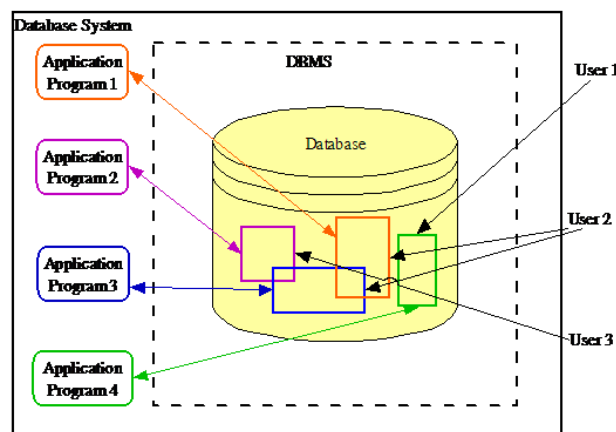 Database System
Application
Program 1
DBMS
User 1
Database
Application
Program 2
User 2
Application
Program 3
User 3
Application
Program 4